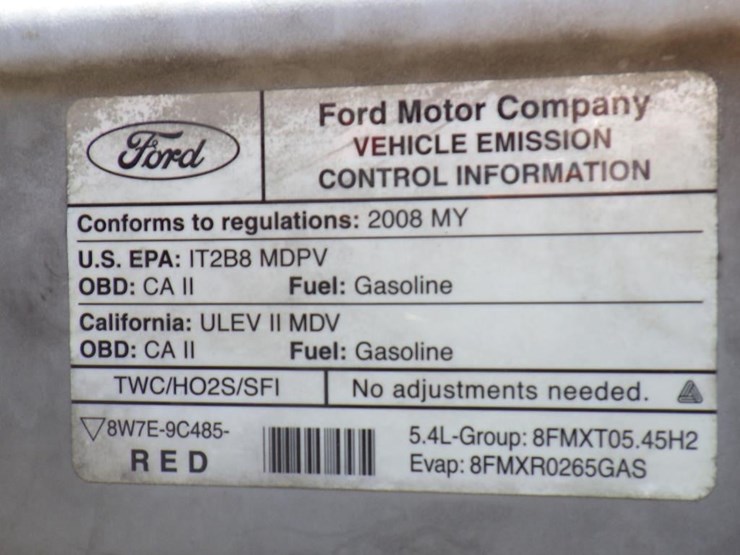 Ford
Ford Motor Company
VEHICLE EMISSION
CONTROL INFORMATION
Conforms to regulations: 2008 MY
U.S. EPA: IT2B8 MDPV
OBD: CA II Fuel: Gasoline
California: ULEV II MDV
OBD: CA II Fuel: Gasoline
TWC/HO2S/SFI No adjustments needed.
8W7E-9C485-
RED
5.4L-Group: 8FMXT05.45H2
Evap: 8FMXR0265GAS